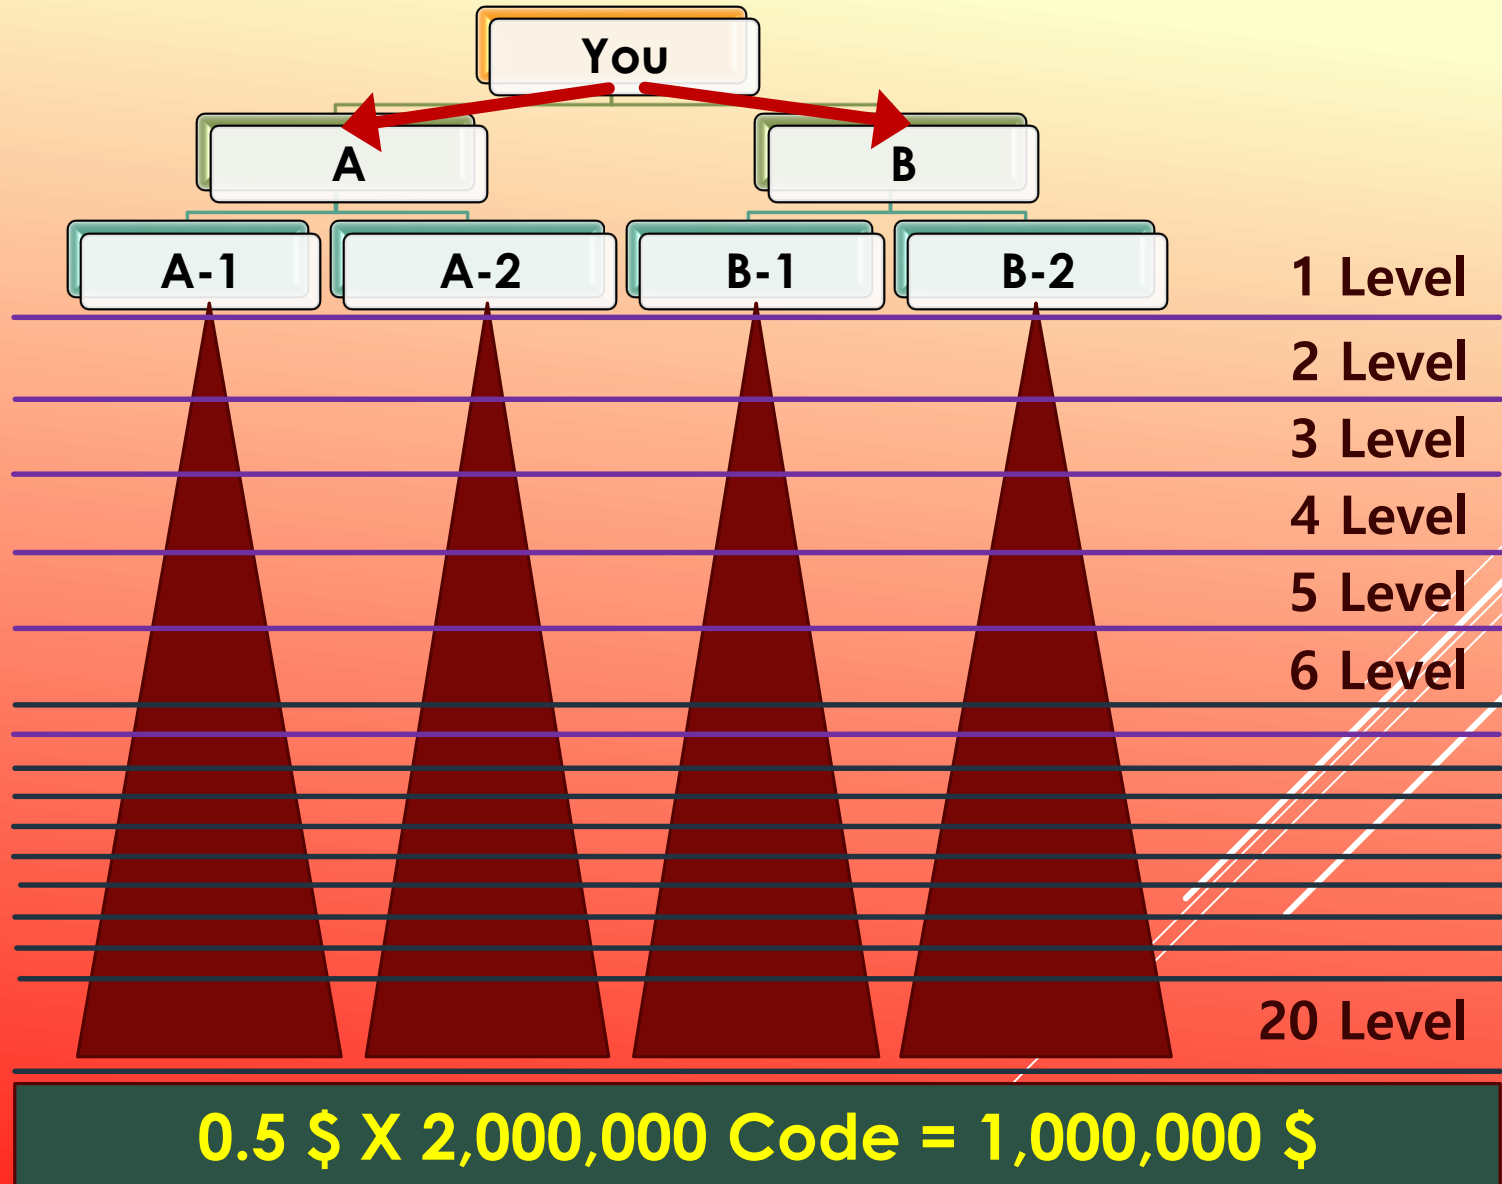 You
A
B
A-1
A-2
B-1
B-2
1 Level
2 Level
3 Level
4 Level
5 Level
6 Level
20 Level
0.5 $ X 2,000,000 Code = 1,000,000 $